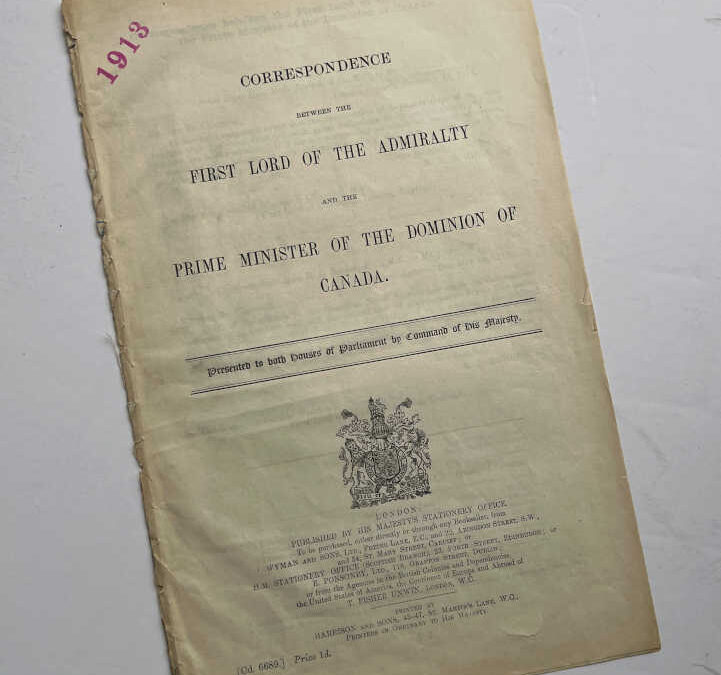 1913
CORRESPONDENCE
BETWEEN THE
FIRST LORD OF THE ADMIRALTY
AND THE
PRIME MINISTER OF THE DOMINION OF
CANADA.
Presented to both Houses of Parliament by Command of His Majesty.
LONDON:
PUBLISHED BY HIS MAJESTY'S STATIONERY OFFICE.
To be purchased, either directly or through any Bookseller, from
WYMAN AND SONS, LTD., FETTER LANE, E.C., and 32, ABINGDON STREET, S.W.,
and 54, ST. MARY STREET, CARDIFF; or
H.M. STATIONERY OFFICE (SCOTTISH BRANCH), 23, FORTH STREET, EDINBURGH; or
E. PONSONBY, LTD., 116, GRAFTON STREET, DUBLIN;
or from the Agencies in the British Colonies and Dependencies,
the United States of America, the Continent of Europe and Abroad of
T. FISHER UNWIN, LONDON, W.C.
PRINTED BY
HARRISON AND SONS, 45-47, ST. MARTIN'S LANE, W.C.,
PRINTERS IN ORDINARY TO HIS MAJESTY.
[Cd. 6689.] Price 1d.